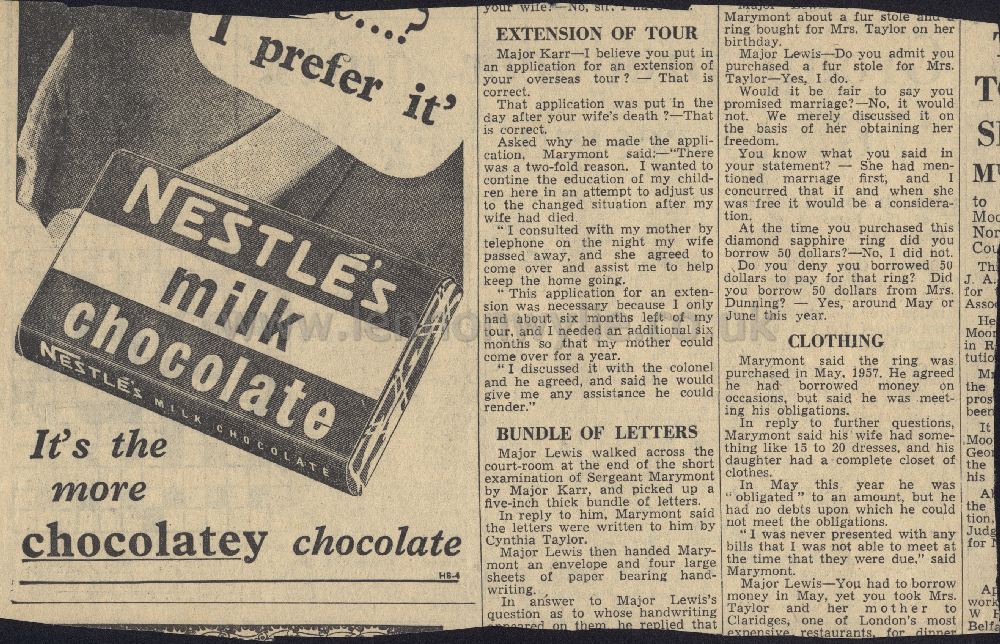 I prefer it'
NESTLÉ'S
milk
chocolate
NESTLÉ'S MILK CHOCOLATE
It's the
more
chocolatey chocolate
HB-4
your wife?—No, sir, I
EXTENSION OF TOUR
Major Karr—I believe you put in
an application for an extension of
your overseas tour? — That is
correct.
That application was put in the
day after your wife's death?—That
is correct.
Asked why he made the appli-
cation, Marymont said:—"There
was a two-fold reason. I wanted to
contine the education of my child-
ren here in an attempt to adjust us
to the changed situation after my
wife had died.
"I consulted with my mother by
telephone on the night my wife
passed away, and she agreed to
come over and assist me to help
keep the home going.
"This application for an exten-
sion was necessary because I only
had about six months left of my
tour, and I needed an additional six
months so that my mother could
come over for a year.
"I discussed it with the colonel
and he agreed, and said he would
give me any assistance he could
render."
BUNDLE OF LETTERS
Major Lewis walked across the
court-room at the end of the short
examination of Sergeant Marymont
by Major Karr, and picked up a
five-inch thick bundle of letters.
In reply to him, Marymont said
the letters were written to him by
Cynthia Taylor.
Major Lewis then handed Mary-
mont an envelope and four large
sheets of paper bearing hand-
writing.
In answer to Major Lewis's
question as to whose handwriting
appeared on them, he replied that
Marymont about a fur stole and a
ring bought for Mrs. Taylor on her
birthday.
Major Lewis—Do you admit you
purchased a fur stole for Mrs.
Taylor—Yes, I do.
Would it be fair to say you
promised marriage?—No, it would
not. We merely discussed it on
the basis of her obtaining her
freedom.
You know what you said in
your statement? — She had men-
tioned marriage first, and I
concurred that if and when she
was free it would be a considera-
tion.
At the time you purchased this
diamond sapphire ring did you
borrow 50 dollars?—No, I did not.
Do you deny you borrowed 50
dollars to pay for that ring? Did
you borrow 50 dollars from Mrs.
Dunning? — Yes, around May or
June this year.
CLOTHING
Marymont said the ring was
purchased in May, 1957. He agreed
he had borrowed money on
occasions, but said he was meet-
ing his obligations.
In reply to further questions,
Marymont said his wife had some-
thing like 15 to 20 dresses, and his
daughter had a complete closet of
clothes.
In May this year he was
"obligated" to an amount, but he
had no debts upon which he could
not meet the obligations.
"I was never presented with any
bills that I was not able to meet at
the time that they were due," said
Marymont.
Major Lewis—You had to borrow
money in May, yet you took Mrs.
Taylor and her mother to
Claridges, one of London's most
expensive restaurants, for dinner
to
J. A.
for
in R
the
been
It
the
his
the
tion,
for
work
W